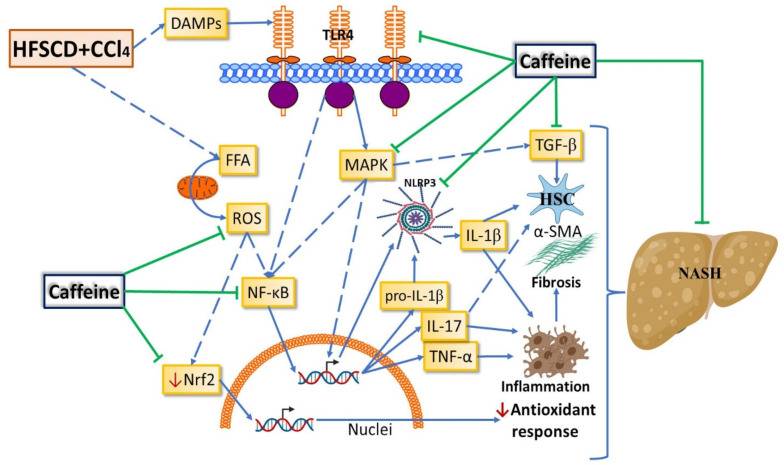 DAMPs
HFSCD+CCl₄
TLR4
Caffeine
FFA
MAPK
TGF-β
NLRP3
HSC
ROS
IL-1β
α-SMA
NASH
Fibrosis
Caffeine
NF-κB
pro-IL-1β
IL-17
TNF-α
↓Nrf2
Inflammation
↓Antioxidant
response
Nuclei